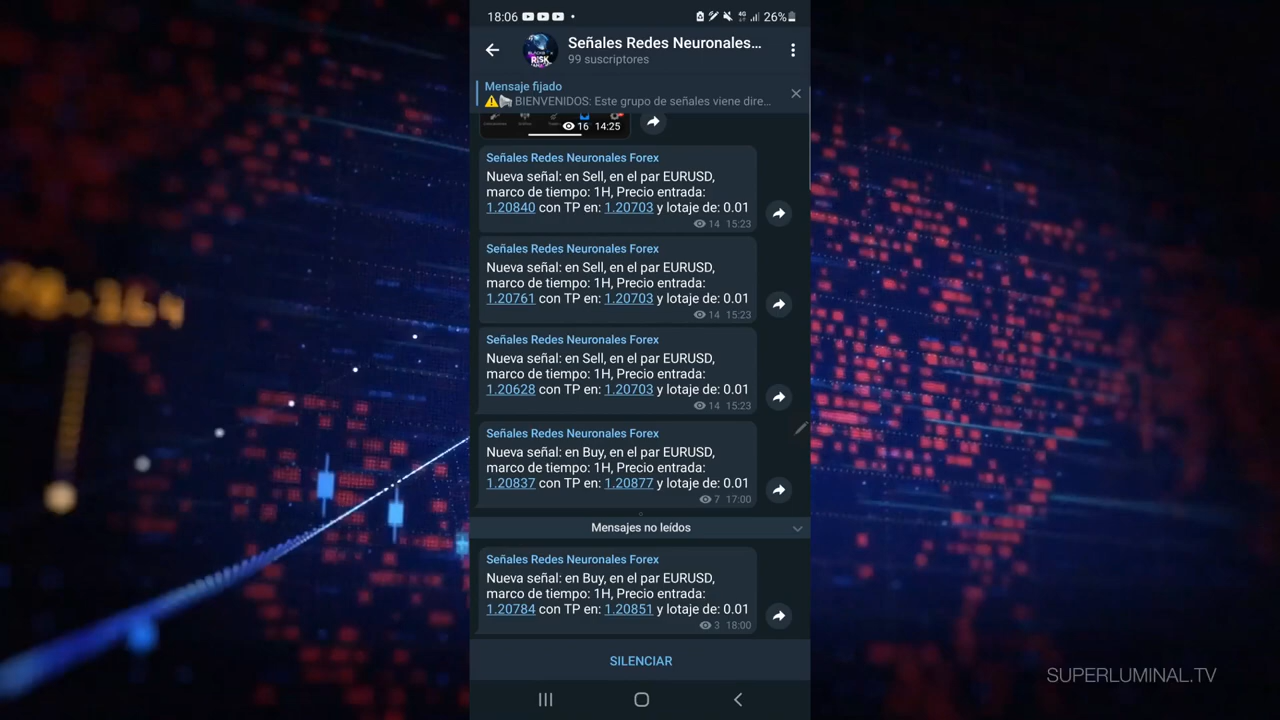 18:06
26%
Señales Redes Neuronales...
99 suscriptores
Mensaje fijado
BIENVENIDOS: Este grupo de señales viene dire...
16 14:25
Señales Redes Neuronales Forex
Nueva señal: en Sell, en el par EURUSD,
marco de tiempo: 1H, Precio entrada:
1.20840 con TP en: 1.20703 y lotaje de: 0.01
14 15:23
Señales Redes Neuronales Forex
Nueva señal: en Sell, en el par EURUSD,
marco de tiempo: 1H, Precio entrada:
1.20761 con TP en: 1.20703 y lotaje de: 0.01
14 15:23
Señales Redes Neuronales Forex
Nueva señal: en Sell, en el par EURUSD,
marco de tiempo: 1H, Precio entrada:
1.20628 con TP en: 1.20703 y lotaje de: 0.01
14 15:23
Señales Redes Neuronales Forex
Nueva señal: en Buy, en el par EURUSD,
marco de tiempo: 1H, Precio entrada:
1.20837 con TP en: 1.20877 y lotaje de: 0.01
7 17:00
Mensajes no leídos
Señales Redes Neuronales Forex
Nueva señal: en Buy, en el par EURUSD,
marco de tiempo: 1H, Precio entrada:
1.20784 con TP en: 1.20851 y lotaje de: 0.01
3 18:00
SILENCIAR
SUPERLUMINAL.TV